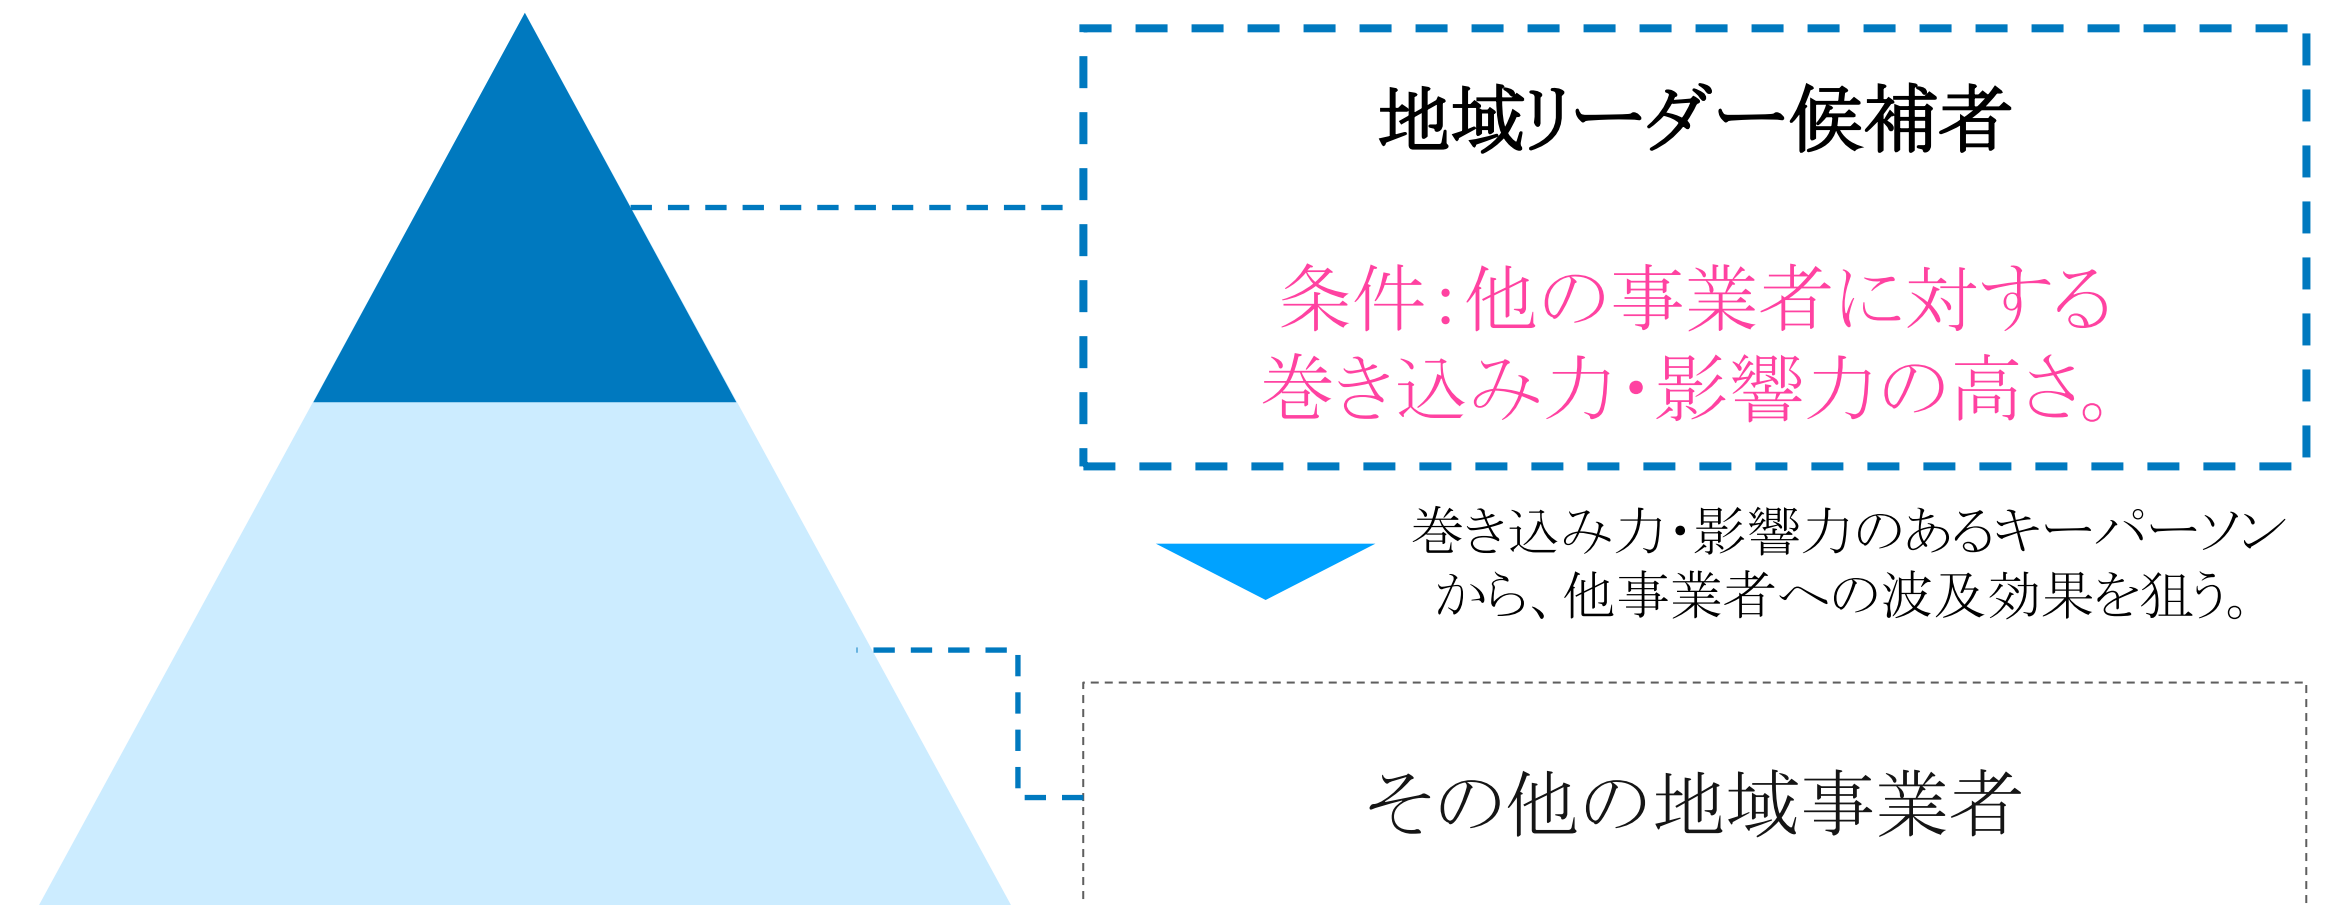 地域リーダー候補者
条件：他の事業者に対する
巻き込み力・影響力の高さ。
巻き込み力・影響力のあるキーパーソン
から、他事業者への波及効果を狙う。
その他の地域事業者